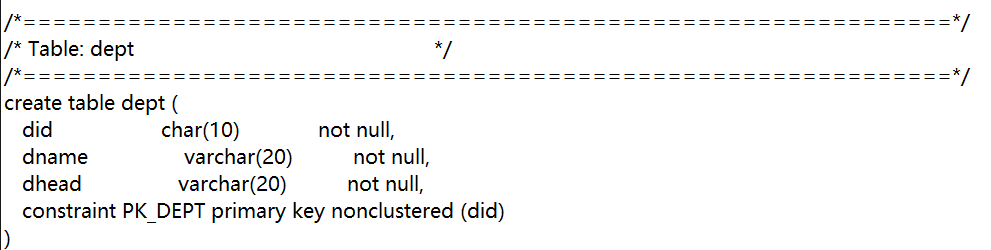 /*==============================================================*/
/* Table: dept                                                  */
/*==============================================================*/
create table dept (
   did                  char(10)             not null,
   dname                varchar(20)          not null,
   dhead                varchar(20)          not null,
   constraint PK_DEPT primary key nonclustered (did)
)